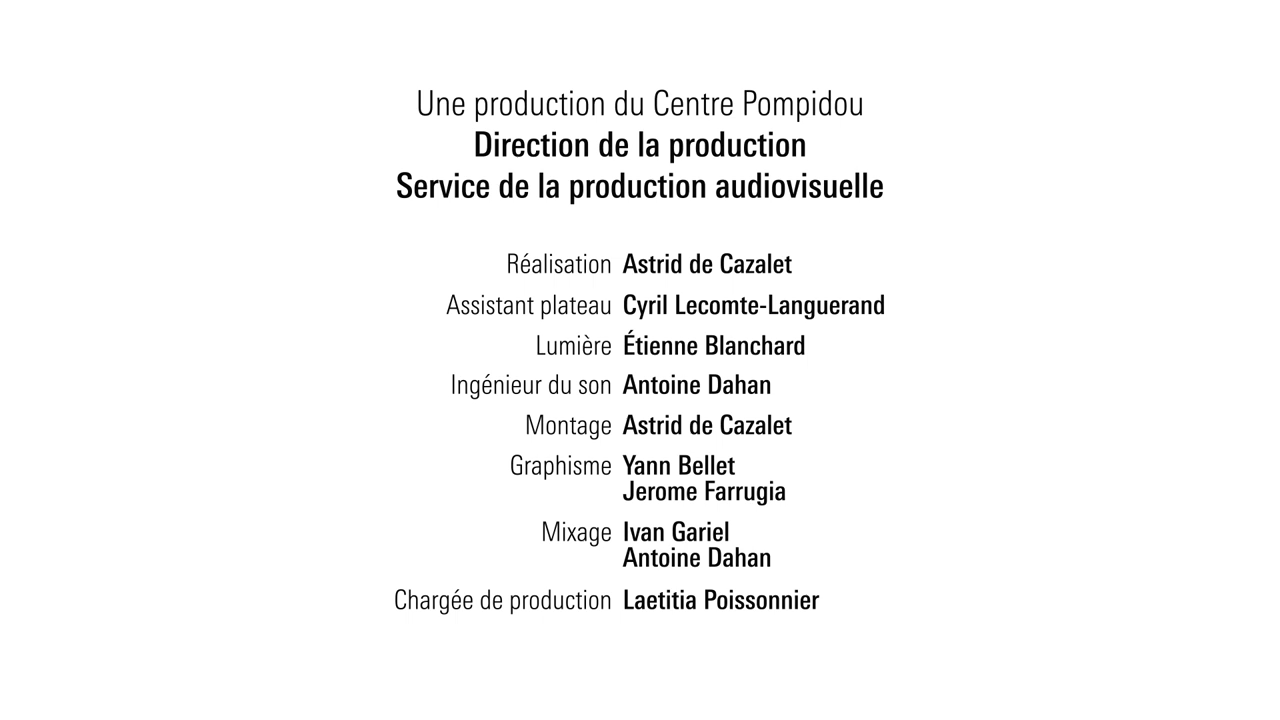 Une production du Centre Pompidou
Direction de la production
Service de la production audiovisuelle
Réalisation Astrid de Cazalet
Assistant plateau Cyril Lecomte-Languerand
Lumière Étienne Blanchard
Ingénieur du son Antoine Dahan
Montage Astrid de Cazalet
Graphisme Yann Bellet
Jerome Farrugia
Mixage Ivan Gariel
Antoine Dahan
Chargée de production Laetitia Poissonnier